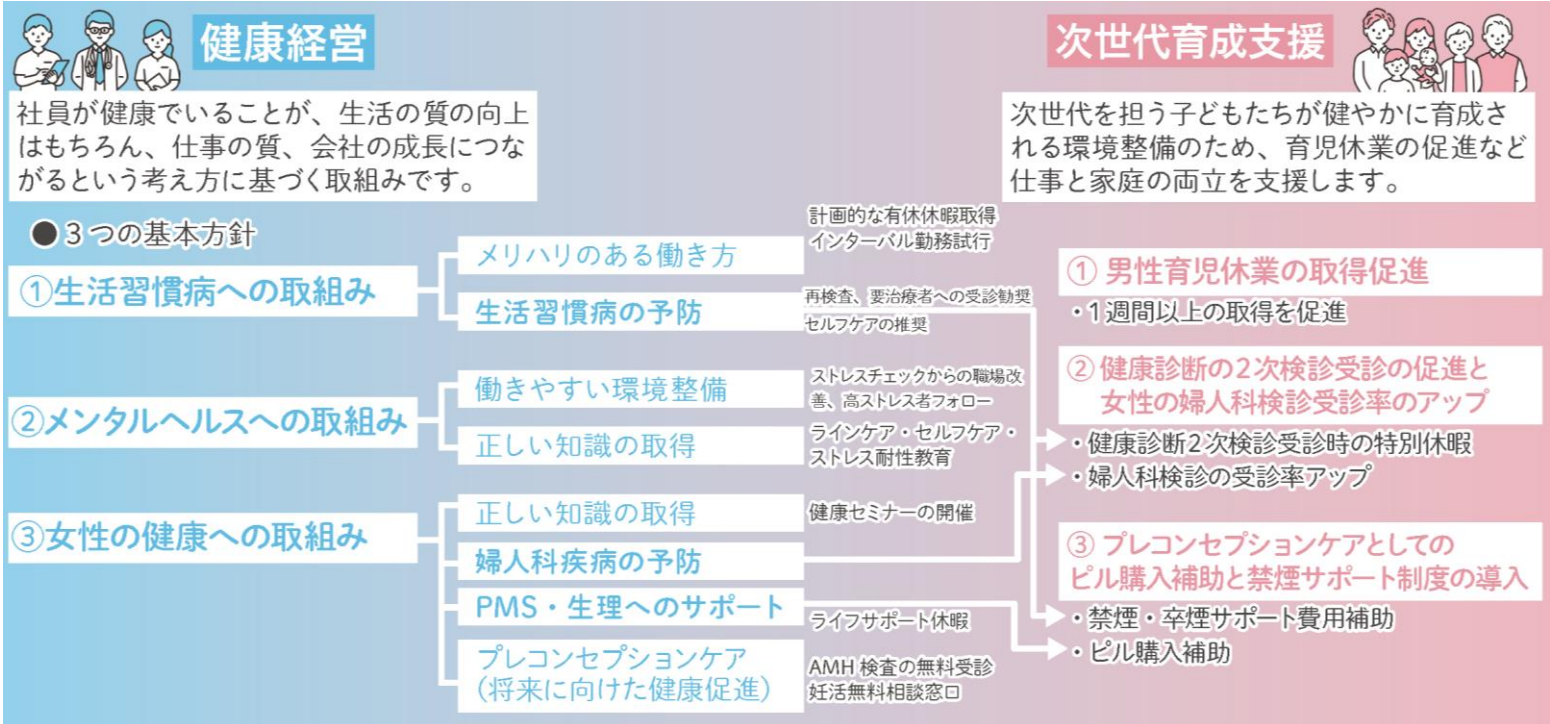 健康経営
社員が健康でいることが、生活の質の向上
はもちろん、仕事の質、会社の成長につな
がるという考え方に基づく取組みです。
●3つの基本方針
①生活習慣病への取組み
メリハリのある働き方
計画的な有休休暇取得
インターバル勤務試行
生活習慣病の予防
再検査、要治療者への受診勧奨
セルフケアの推奨
②メンタルヘルスへの取組み
働きやすい環境整備
ストレスチェックからの職場改
善、高ストレス者フォロー
正しい知識の取得
ラインケア・セルフケア・
ストレス耐性教育
③女性の健康への取組み
正しい知識の取得
健康セミナーの開催
婦人科疾病の予防
PMS・生理へのサポート
ライフサポート休暇
プレコンセプションケア
(将来に向けた健康促進)
AMH検査の無料受診
妊活無料相談窓口
次世代育成支援
次世代を担う子どもたちが健やかに育成さ
れる環境整備のため、育児休業の促進など
仕事と家庭の両立を支援します。
① 男性育児休業の取得促進
・1週間以上の取得を促進
② 健康診断の2次検診受診の促進と
女性の婦人科検診受診率のアップ
・健康診断2次検診受診時の特別休暇
・婦人科検診の受診率アップ
③ プレコンセプションケアとしての
ピル購入補助と禁煙サポート制度の導入
・禁煙・卒煙サポート費用補助
・ピル購入補助